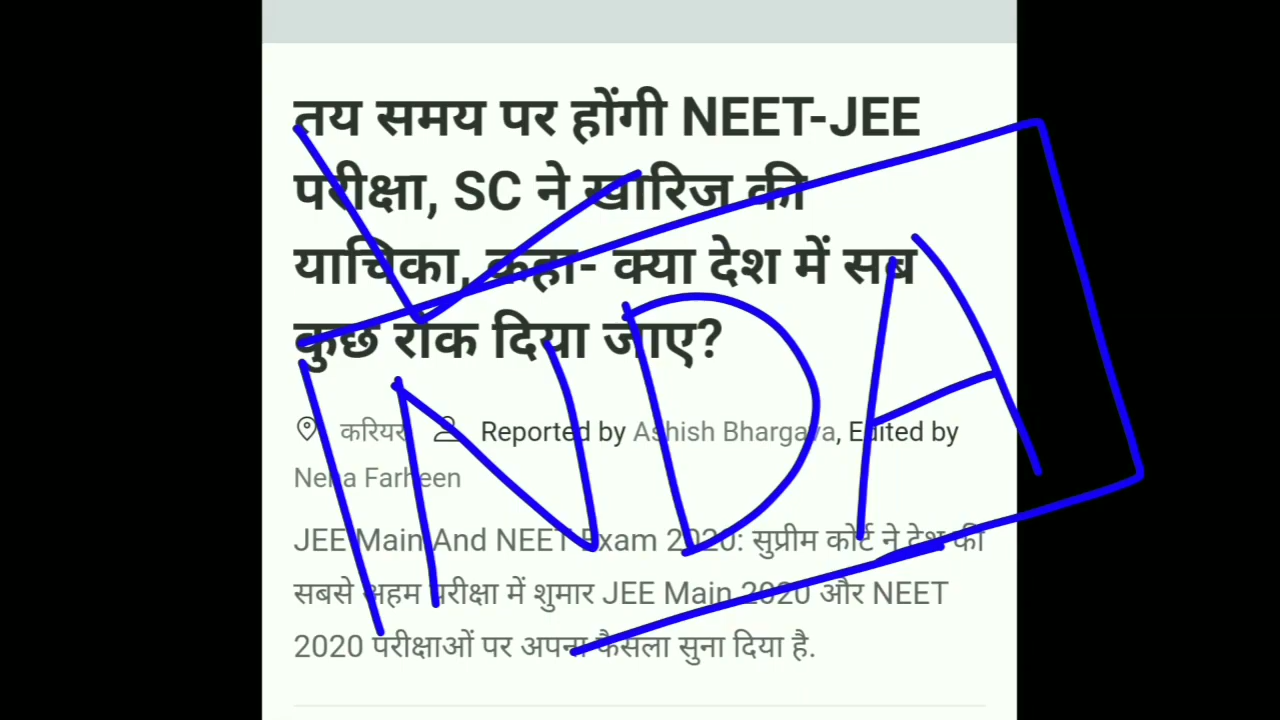 तय समय पर होंगी NEET-JEE
परीक्षा, SC ने खारिज की
याचिका, कहा- क्या देश में सब
कुछ रोक दिया जाए?
करियर Reported by Ashish Bhargava, Edited by
Neha Farheen
NDA
JEE Main And NEET Exam 2020: सुप्रीम कोर्ट ने देश की
सबसे अहम परीक्षा में शुमार JEE Main 2020 और NEET
2020 परीक्षाओं पर अपना फैसला सुना दिया है.